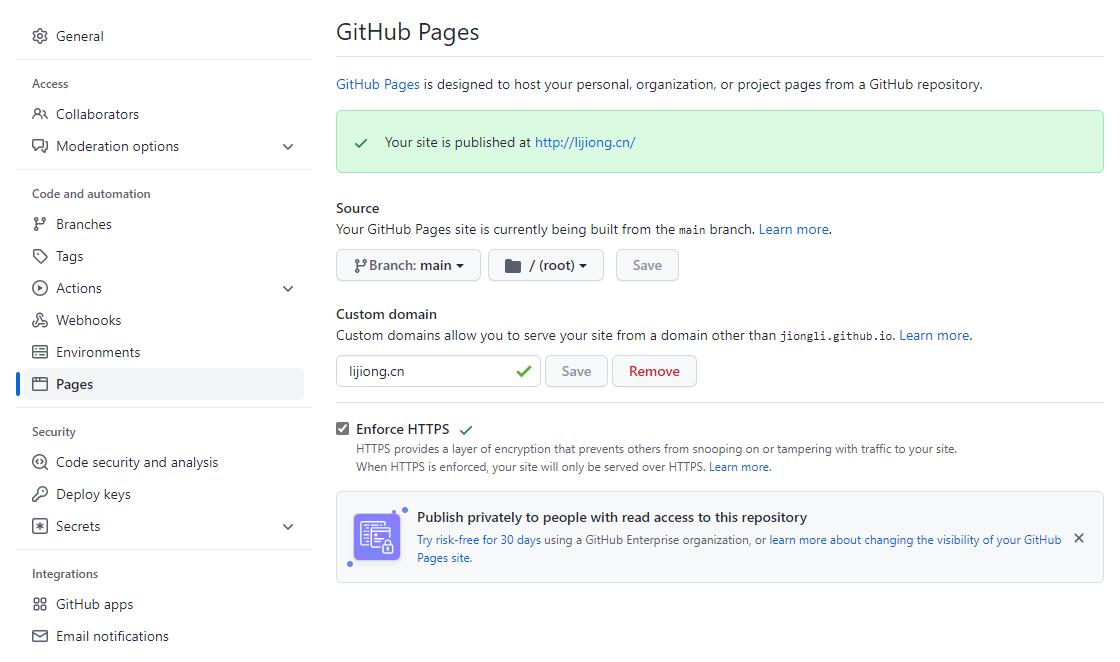 General
Access
Collaborators
Moderation options
Code and automation
Branches
Tags
Actions
Webhooks
Environments
Pages
Security
Code security and analysis
Deploy keys
Secrets
Integrations
GitHub apps
Email notifications
GitHub Pages
GitHub Pages is designed to host your personal, organization, or project pages from a GitHub repository.
Your site is published at http://lijiong.cn/
Source
Your GitHub Pages site is currently being built from the main branch. Learn more.
Branch: main / (root) Save
Custom domain
Custom domains allow you to serve your site from a domain other than jiongli.github.io. Learn more.
lijiong.cn Save Remove
Enforce HTTPS
HTTPS provides a layer of encryption that prevents others from snooping on or tampering with traffic to your site.
When HTTPS is enforced, your site will only be served over HTTPS. Learn more.
Publish privately to people with read access to this repository
Try risk-free for 30 days using a GitHub Enterprise organization, or learn more about changing the visibility of your GitHub
Pages site.